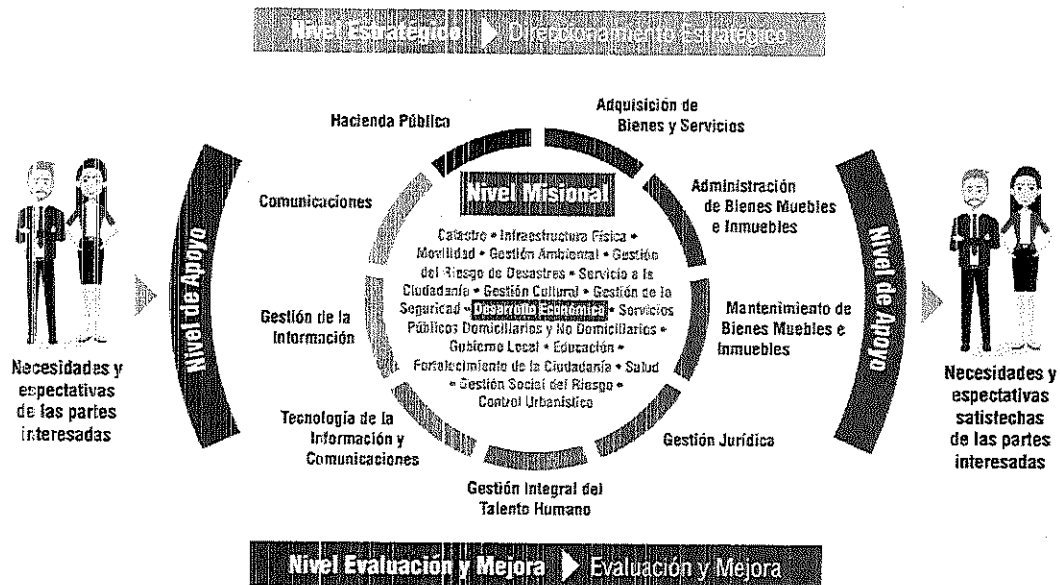 Nivel Estratégico Direccionamiento Estratégico
Hacienda Pública
Adquisición de
Bienes y Servicios
Comunicaciones
Nivel Misional
Administración
de Bienes Muebles
e Inmuebles
Catastro • Infraestructura Física •
Movilidad • Gestión Ambiental • Gestión
del Riesgo de Desastres • Servicio a la
Ciudadanía • Gestión Cultural • Gestión de la
Seguridad • Desarrollo Económico • Servicios
Públicos Domiciliarios y No Domiciliarios •
Gobierno Local • Educación •
Fortalecimiento de la Ciudadanía • Salud
• Gestión Social del Riesgo •
Control Urbanístico
Nivel de Apoyo
Nivel de Apoyo
Gestión de la
Información
Mantenimiento de
Bienes Muebles e
Inmuebles
Necesidades y
espectativas
de las partes
interesadas
Necesidades y
espectativas
satisfechas
de las partes
interesadas
Tecnología de la
Información y
Comunicaciones
Gestión Jurídica
Gestión Integral del
Talento Humano
Nivel Evaluación y Mejora Evaluación y Mejora